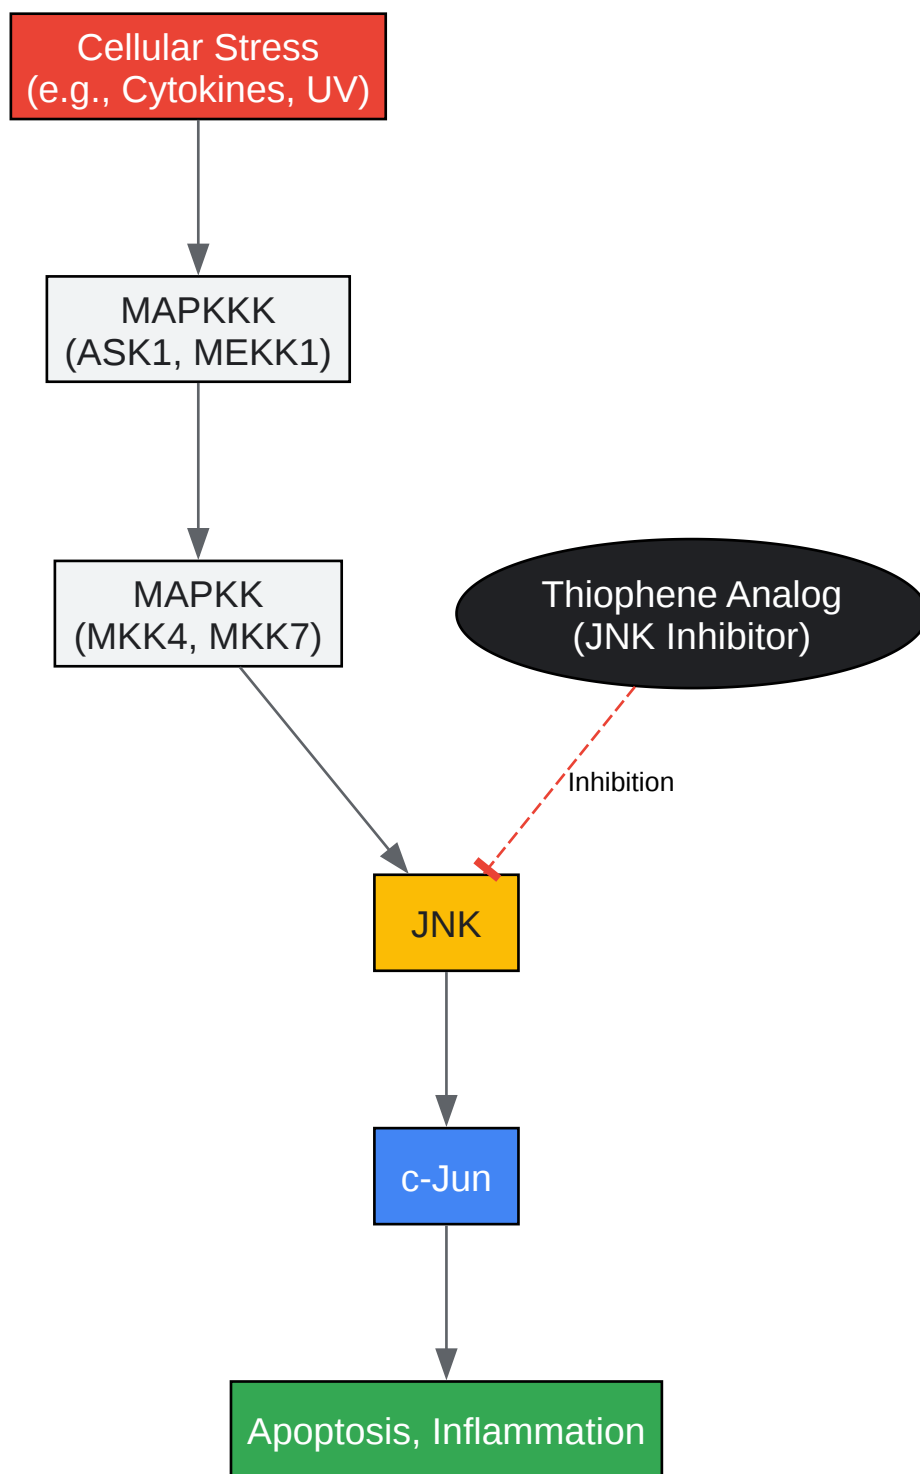 Cellular Stress
(e.g., Cytokines, UV)
MAPKKK
(ASK1, MEKK1)
MAPKK
(MKK4, MKK7)
Thiophene Analog
(JNK Inhibitor)
Inhibition
JNK
c-Jun
Apoptosis, Inflammation